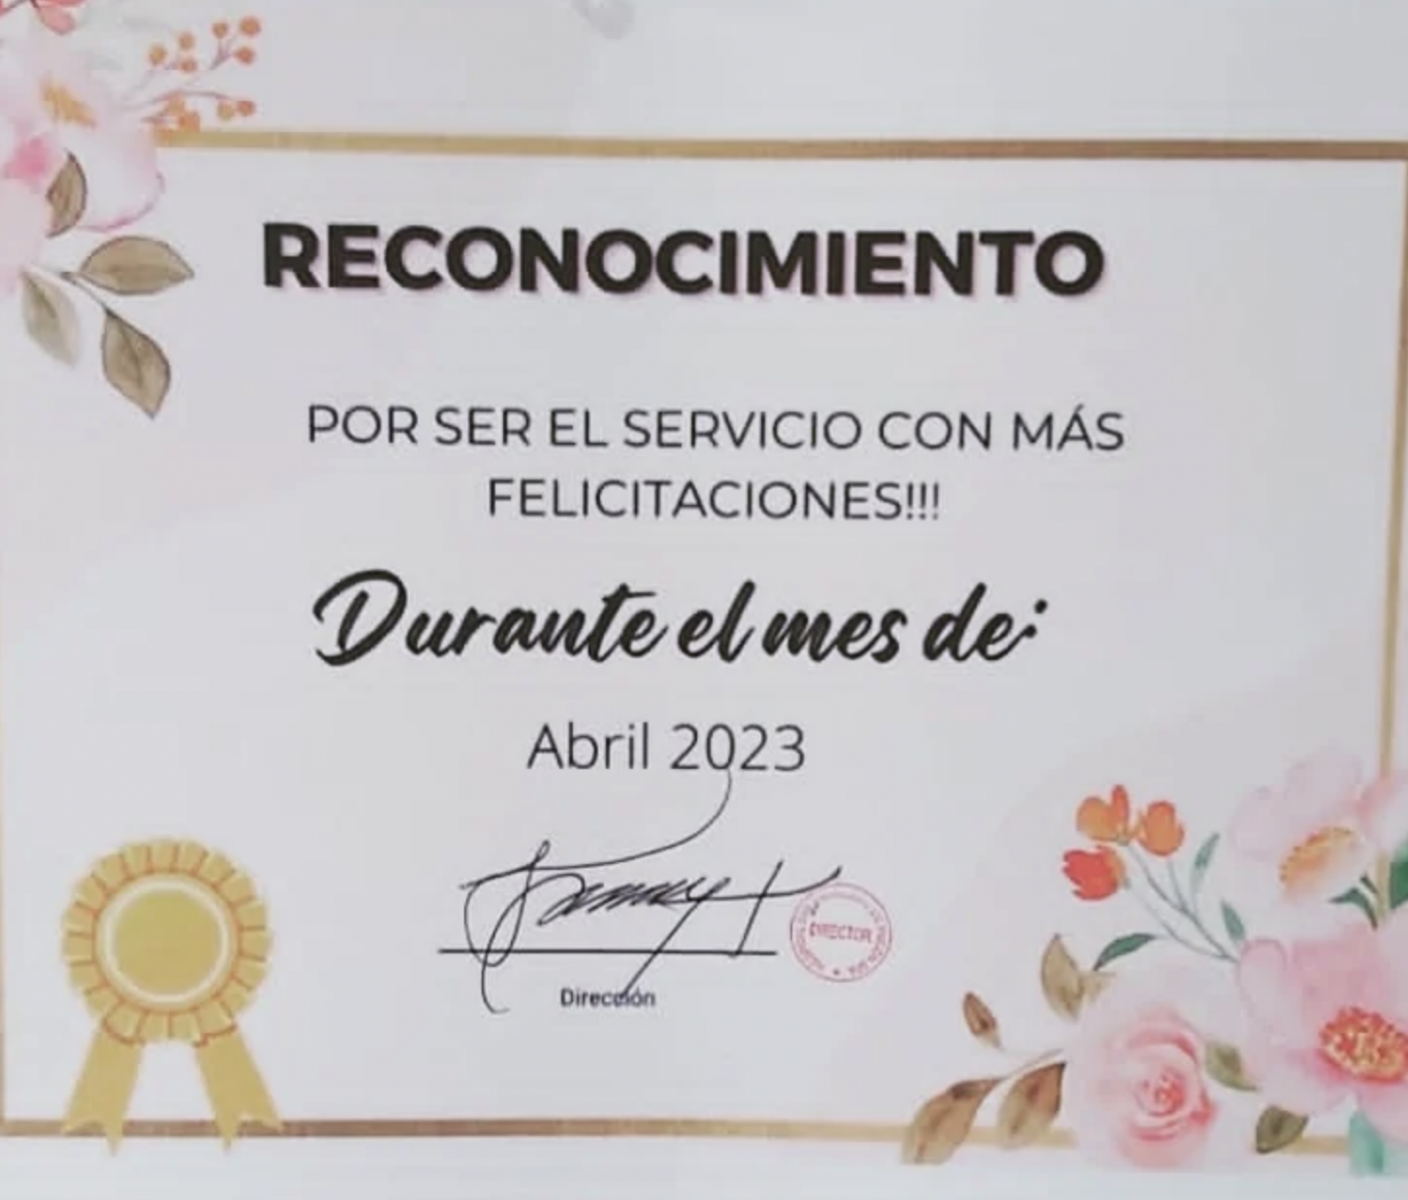 RECONOCIMIENTO
POR SER EL SERVICIO CON MÁS
FELICITACIONES!!!
Durante el mes de:
Abril 2023
DIRECTOR
Dirección